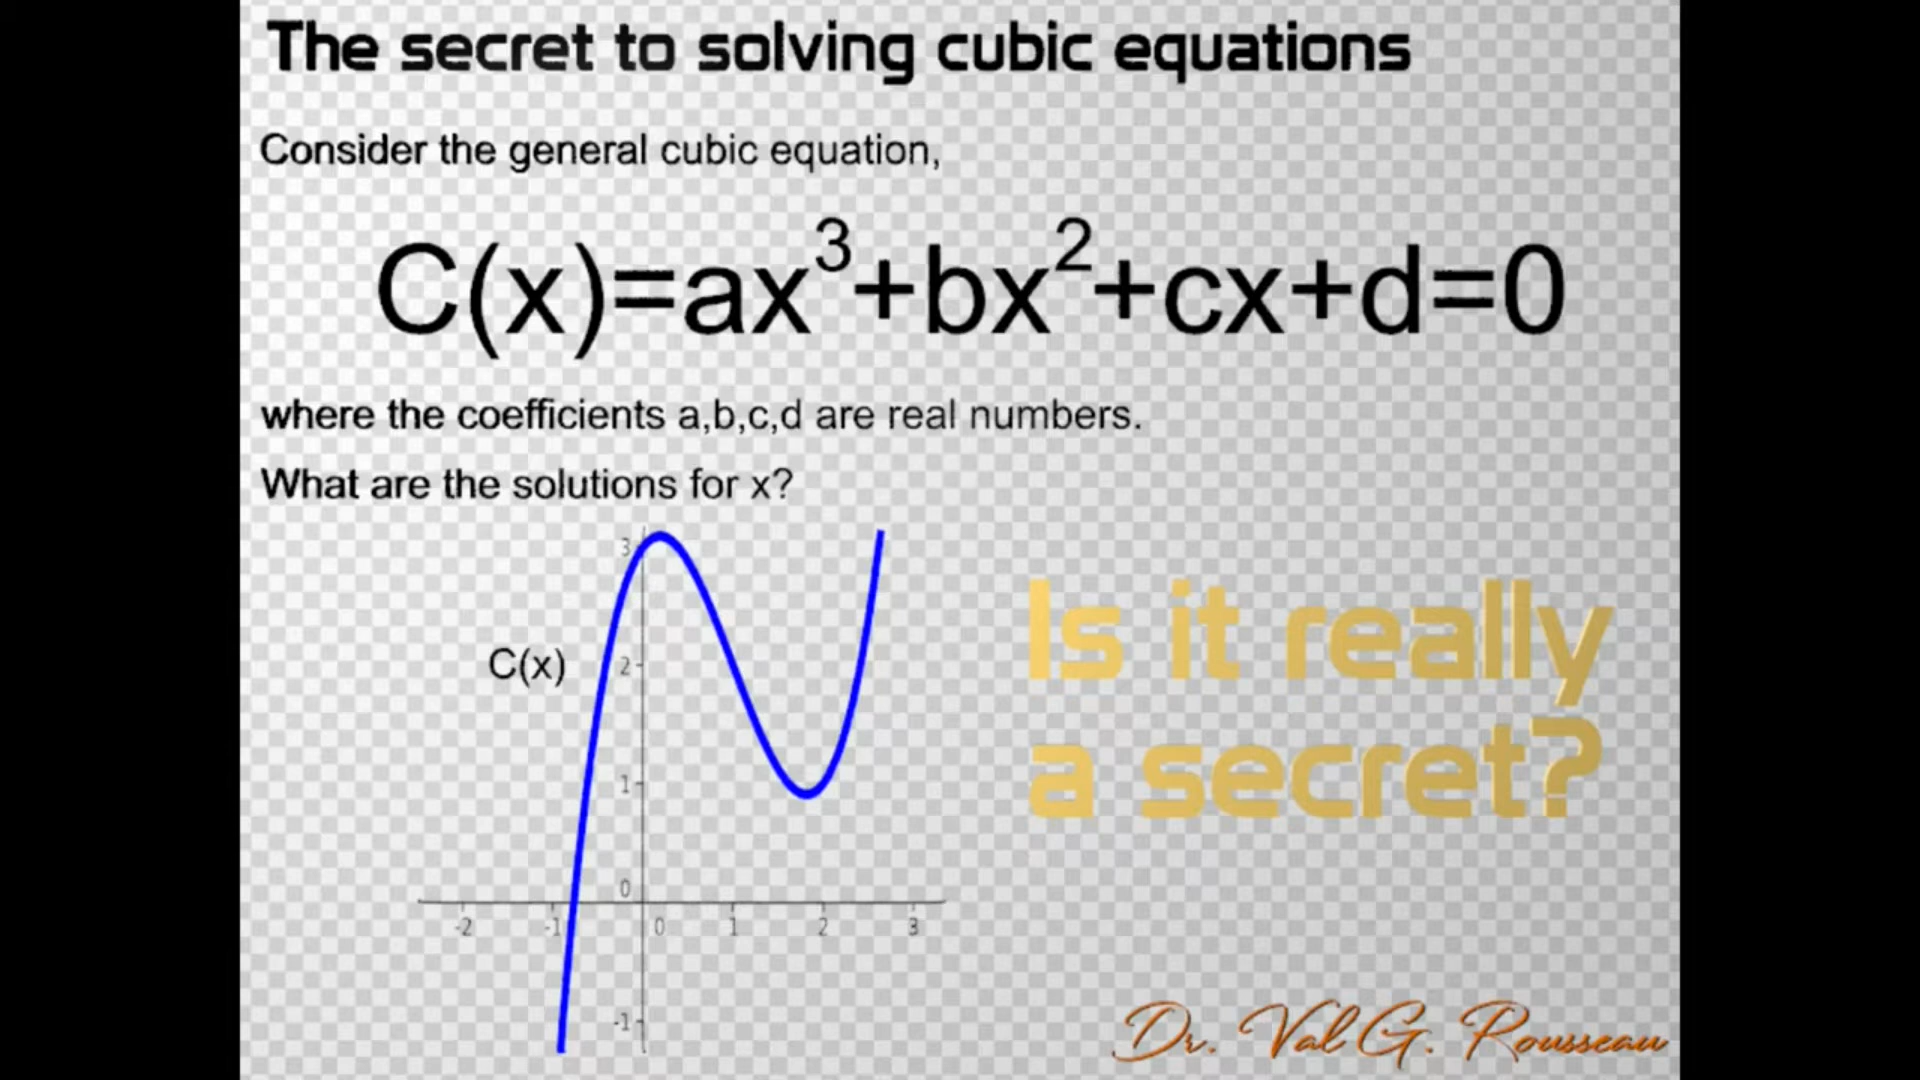 The secret to solving cubic equations
Consider the general cubic equation,
C(x)=ax³+bx²+cx+d=0
where the coefficients a,b,c,d are real numbers.
What are the solutions for x?
3
C(x)
2
1
0
-2 -1 0 1 2 3
-1
Is it really
a secret?
Dr. Val G. Rousseau